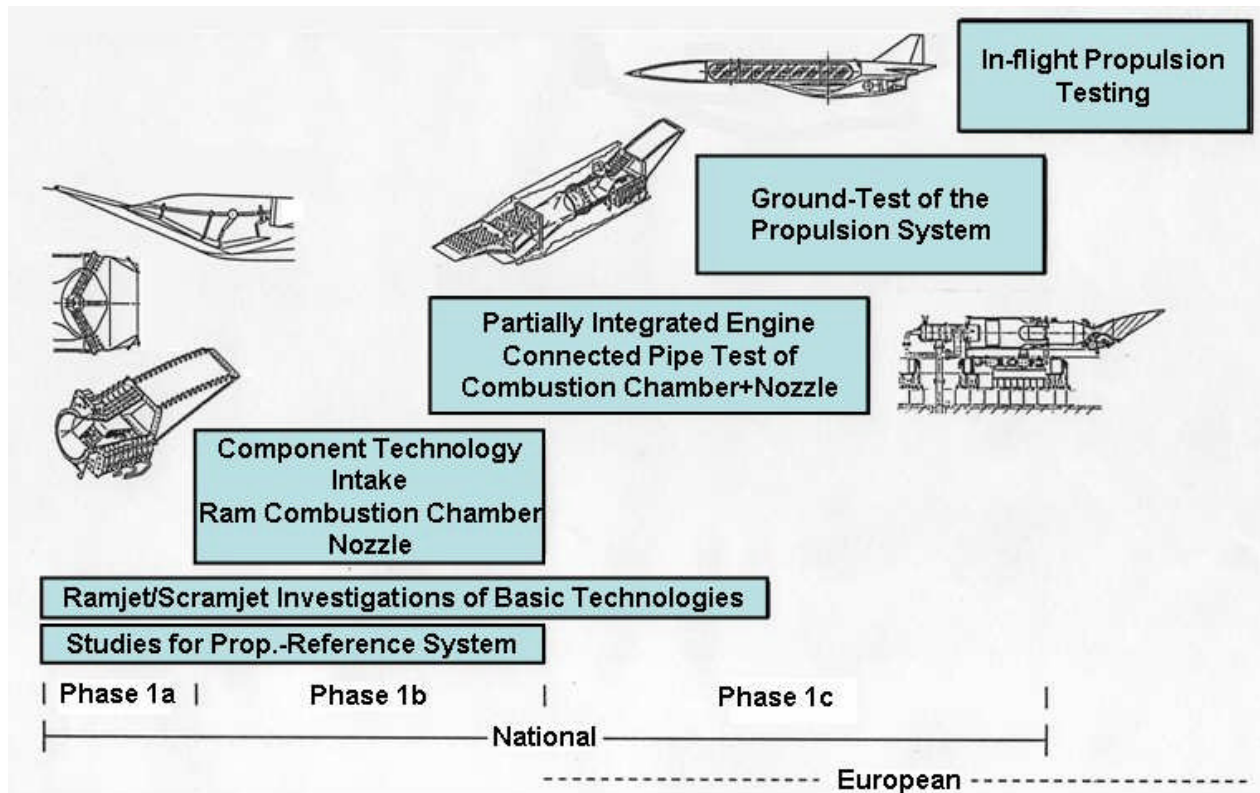 In-flight Propulsion
Testing
Ground-Test of the
Propulsion System
Partially Integrated Engine
Connected Pipe Test of
Combustion Chamber+Nozzle
Component Technology
Intake
Ram Combustion Chamber
Nozzle
Ramjet/Scramjet Investigations of Basic Technologies
Studies for Prop.-Reference System
Phase 1a
Phase 1b
Phase 1c
National
European